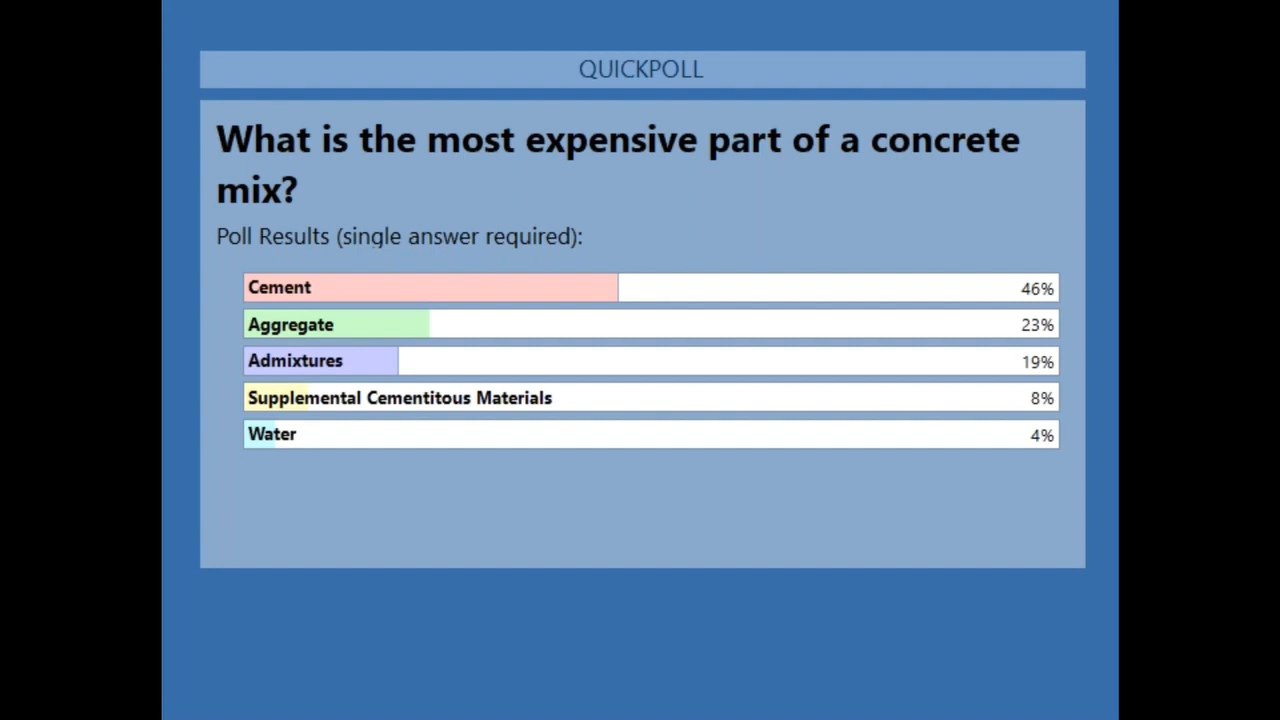 QUICKPOLL
What is the most expensive part of a concrete
mix?
Poll Results (single answer required):
Cement 46%
Aggregate 23%
Admixtures 19%
Supplemental Cementitous Materials 8%
Water 4%